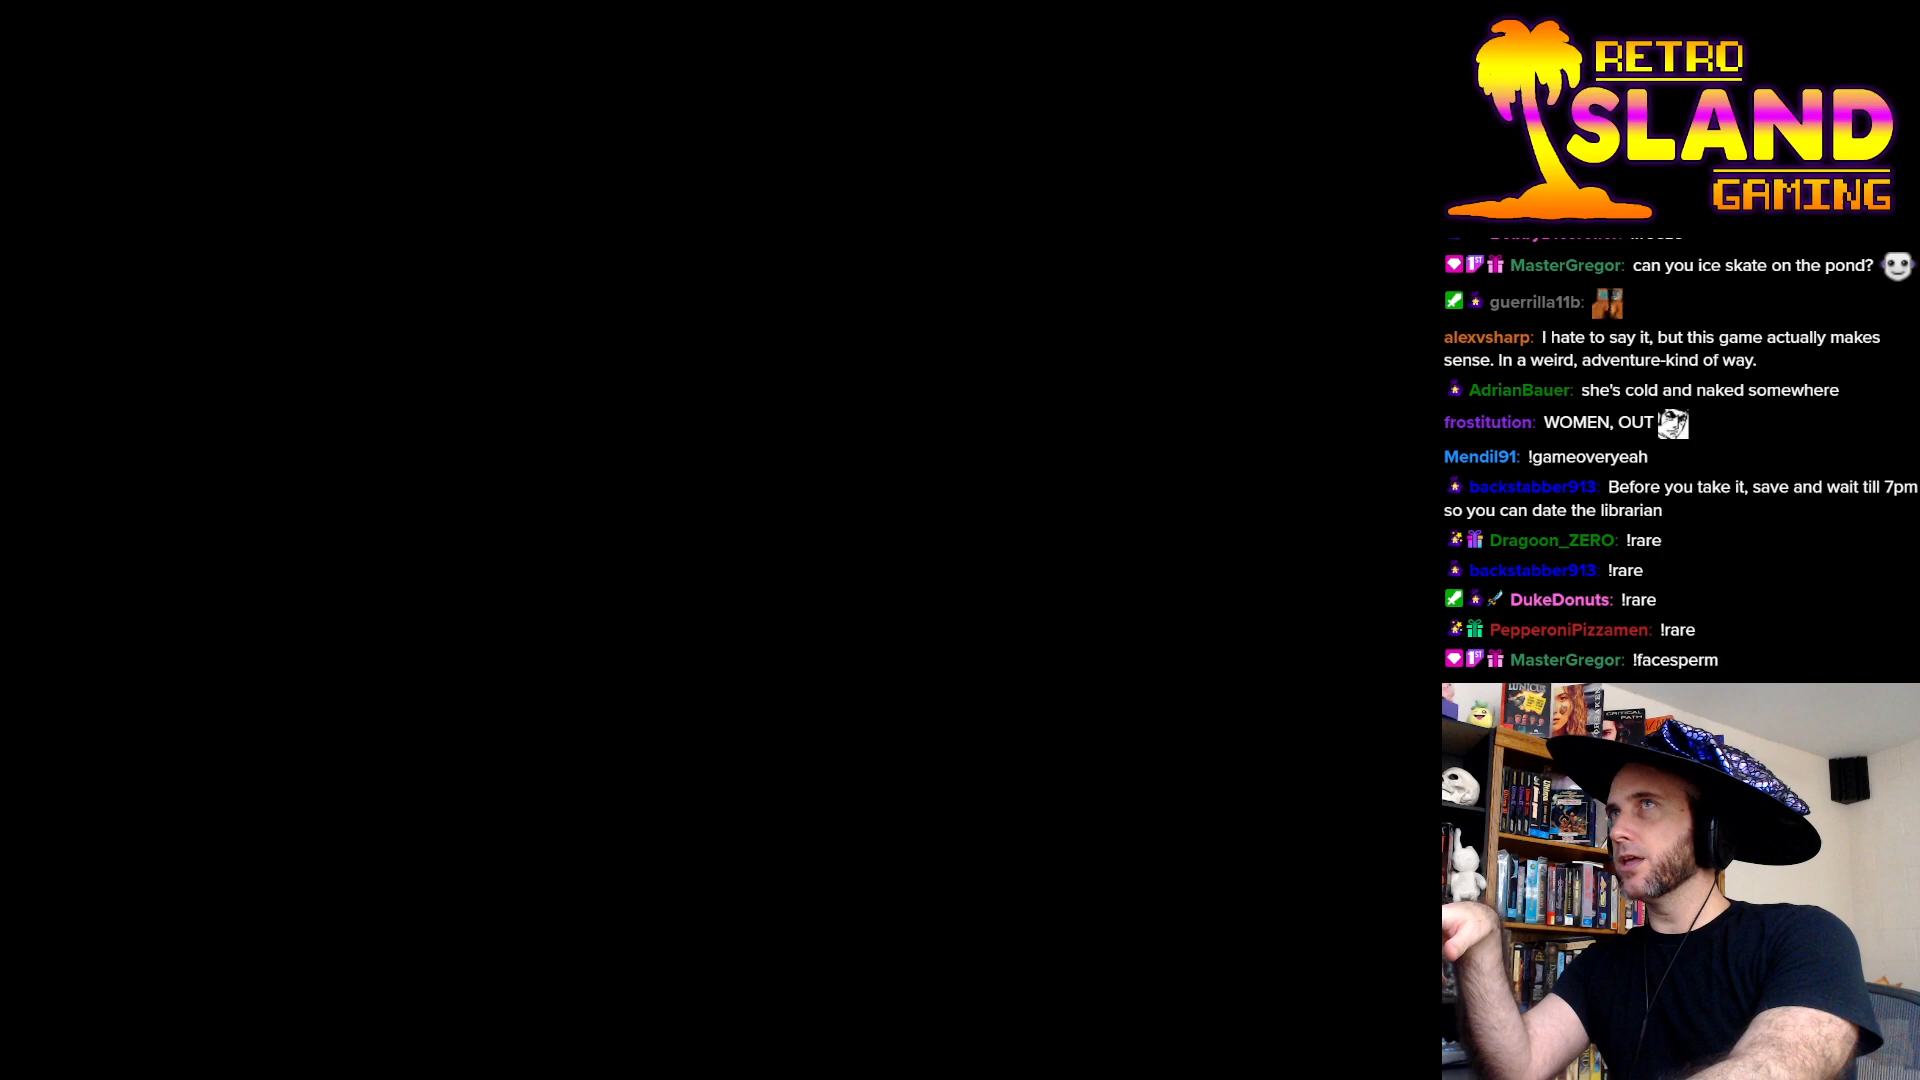 RETRO
ISLAND
GAMING
MasterGregor: can you ice skate on the pond?
guerrilla11b:
alexvsharp: I hate to say it, but this game actually makes
sense. In a weird, adventure-kind of way.
AdrianBauer: she's cold and naked somewhere
frostitution: WOMEN, OUT
Mendil91: !gameoveryeah
backstabber913: Before you take it, save and wait till 7pm
so you can date the librarian
Dragoon_ZERO: !rare
backstabber913: !rare
DukeDonuts: !rare
PepperoniPizzamen: !rare
MasterGregor: !facesperm
LUNICUS
CRITICAL
PATH